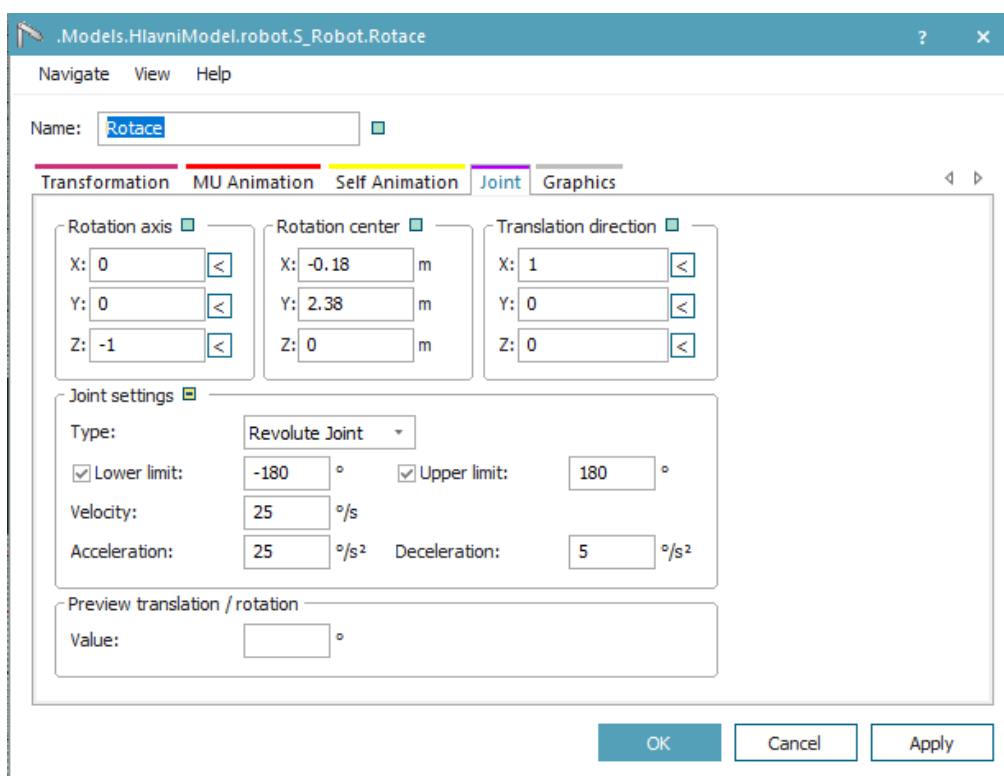 .Models.HlavniModel.robot.S_Robot.Rotace ? ×
Navigate View Help
Name: Rotace
Transformation MU Animation Self Animation Joint Graphics
Rotation axis Rotation center Translation direction
X: 0 < X: -0.18 m X: 1 <
Y: 0 < Y: 2.38 m Y: 0 <
Z: -1 < Z: 0 m Z: 0 <
Joint settings
Type: Revolute Joint
Lower limit: -180 ° Upper limit: 180 °
Velocity: 25 °/s
Acceleration: 25 °/s² Deceleration: 5 °/s²
Preview translation / rotation
Value: °
OK Cancel Apply